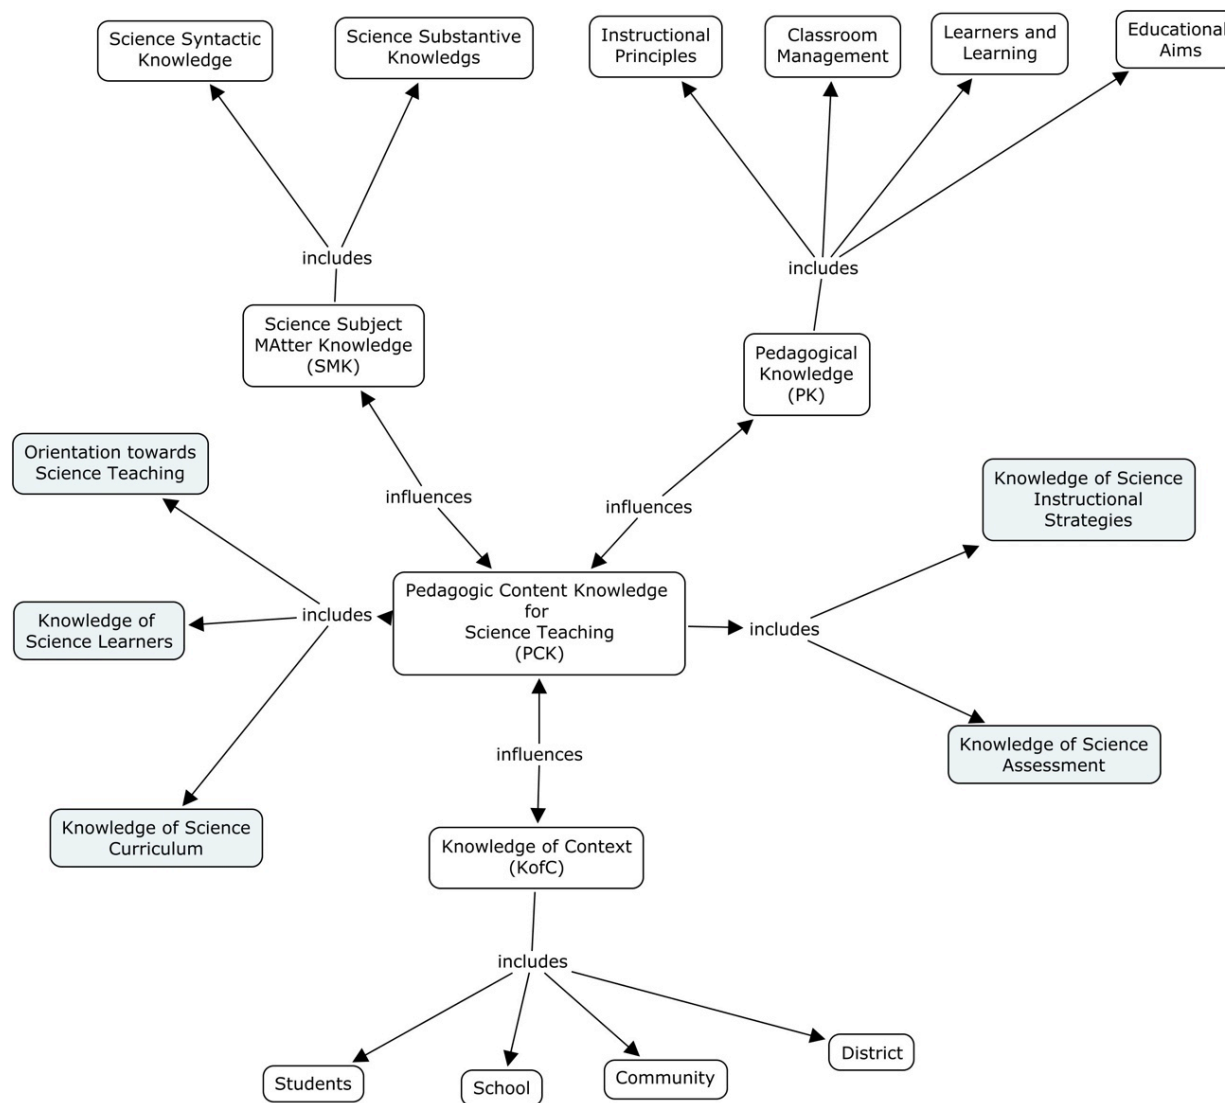 Science Syntactic
Knowledge
Science Substantive
Knowledgs
Instructional
Principles
Classroom
Management
Learners and
Learning
Educational
Aims
includes
includes
Science Subject
MAtter Knowledge
(SMK)
Pedagogical
Knowledge
(PK)
Orientation towards
Science Teaching
influences
influences
Knowledge of Science
Instructional
Strategies
Knowledge of
Science Learners
includes
Pedagogic Content Knowledge
for
Science Teaching
(PCK)
includes
Knowledge of Science
Assessment
influences
Knowledge of Science
Curriculum
Knowledge of Context
(KofC)
includes
Students
School
Community
District